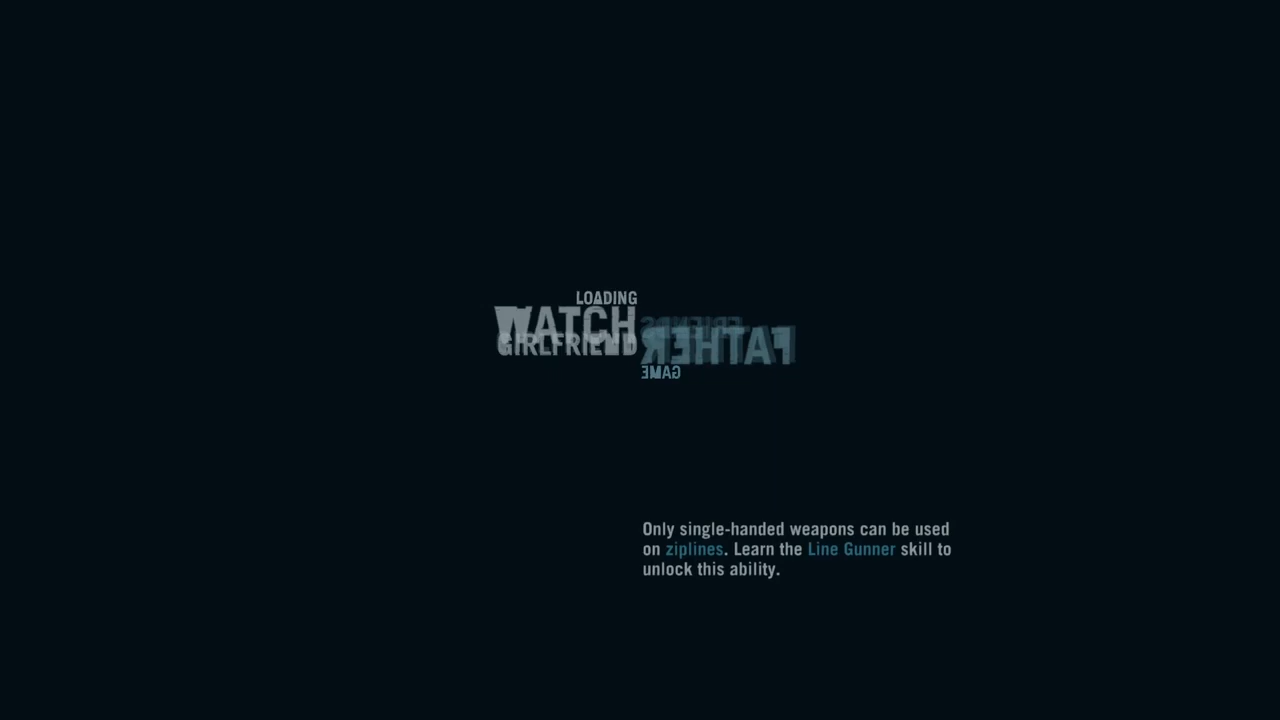 LOADING
WATCH
GIRLFRIEND
FRIENDS
FATHER
GAME
Only single-handed weapons can be used
on ziplines. Learn the Line Gunner skill to
unlock this ability.